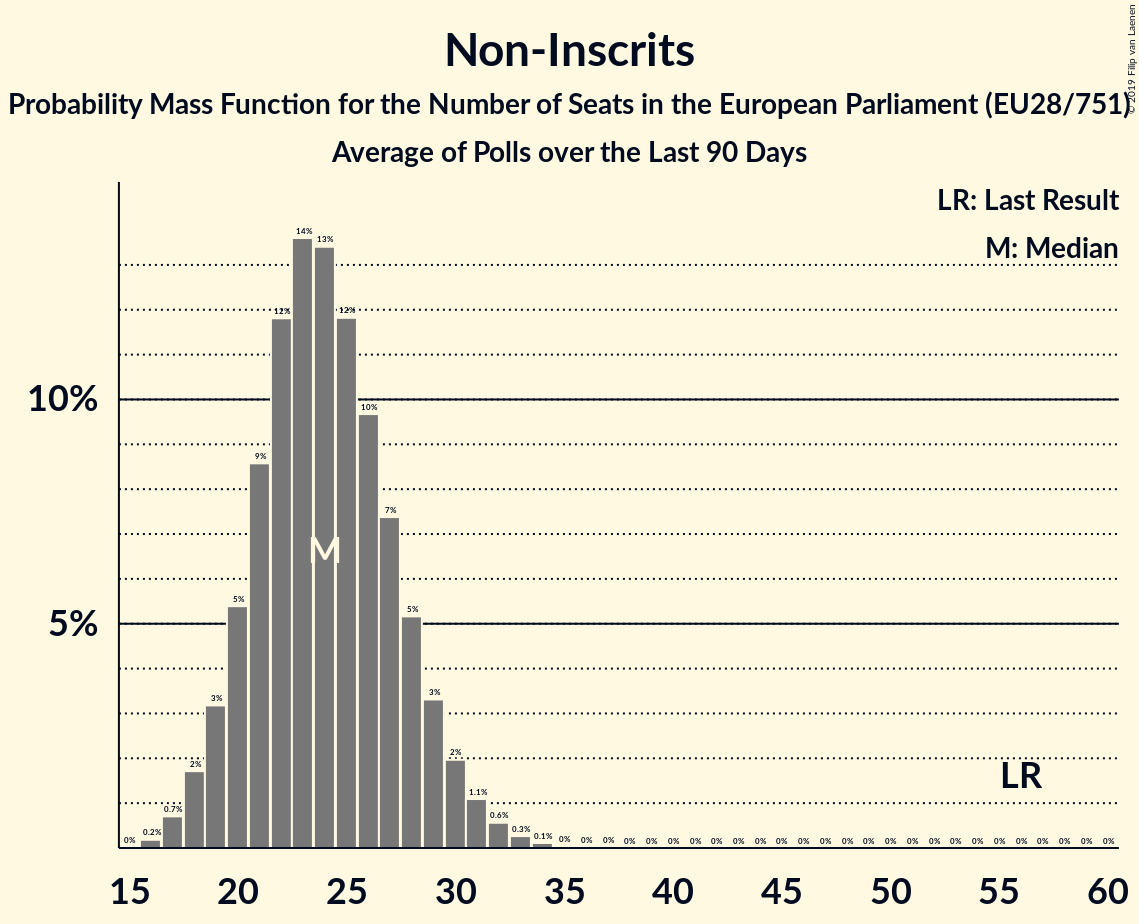 Non-Inscrits
Probability Mass Function for the Number of Seats in the European Parliament (EU28/751)
Average of Polls over the Last 90 Days
© 2019 Filip van Laenen
LR: Last Result
M: Median
10%
5%
0% 0.2% 0.7% 2% 3% 5% 9% 12% 14% 13% 12% 10% 7% 5% 3% 2% 1.1% 0.6% 0.3% 0.1% 0% 0% 0% 0% 0% 0% 0% 0% 0% 0% 0% 0% 0% 0% 0% 0% 0% 0% 0% 0% 0% 0% 0% 0% 0% 0%
M
LR
15 20 25 30 35 40 45 50 55 60